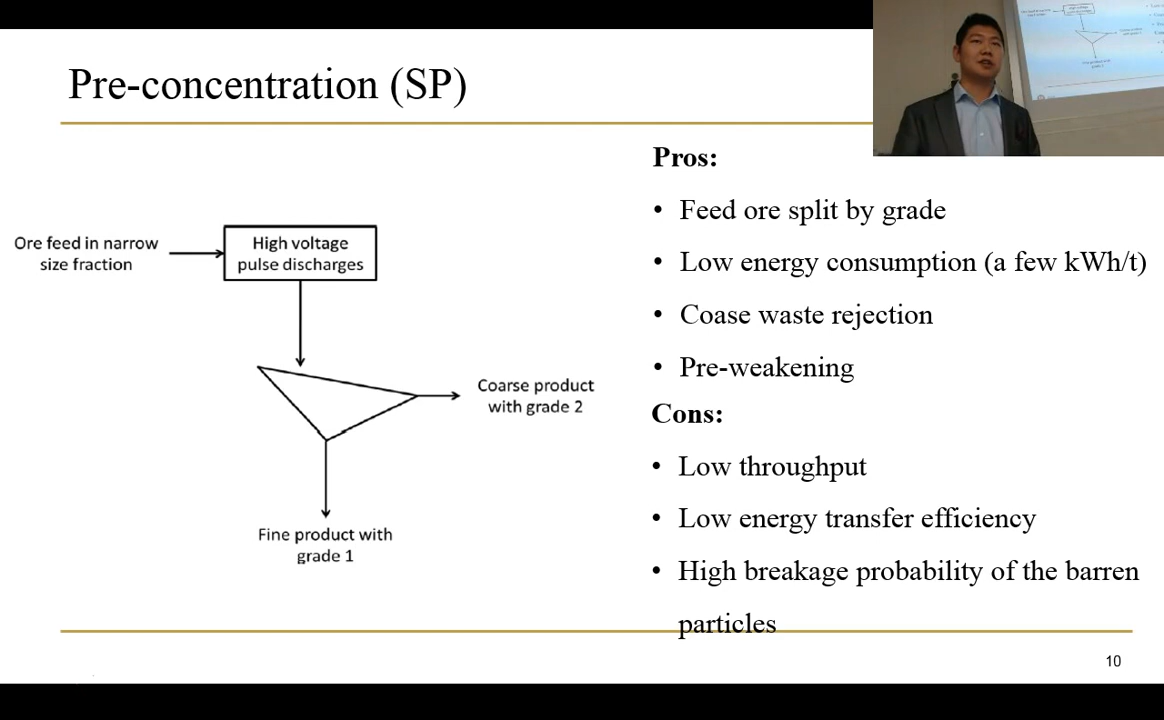 Pre-concentration (SP)
Ore feed in narrow
size fraction
High voltage
pulse discharges
Coarse product
with grade 2
Fine product with
grade 1
Pros:
• Feed ore split by grade
• Low energy consumption (a few kWh/t)
• Coase waste rejection
• Pre-weakening
Cons:
• Low throughput
• Low energy transfer efficiency
• High breakage probability of the barren
particles
10